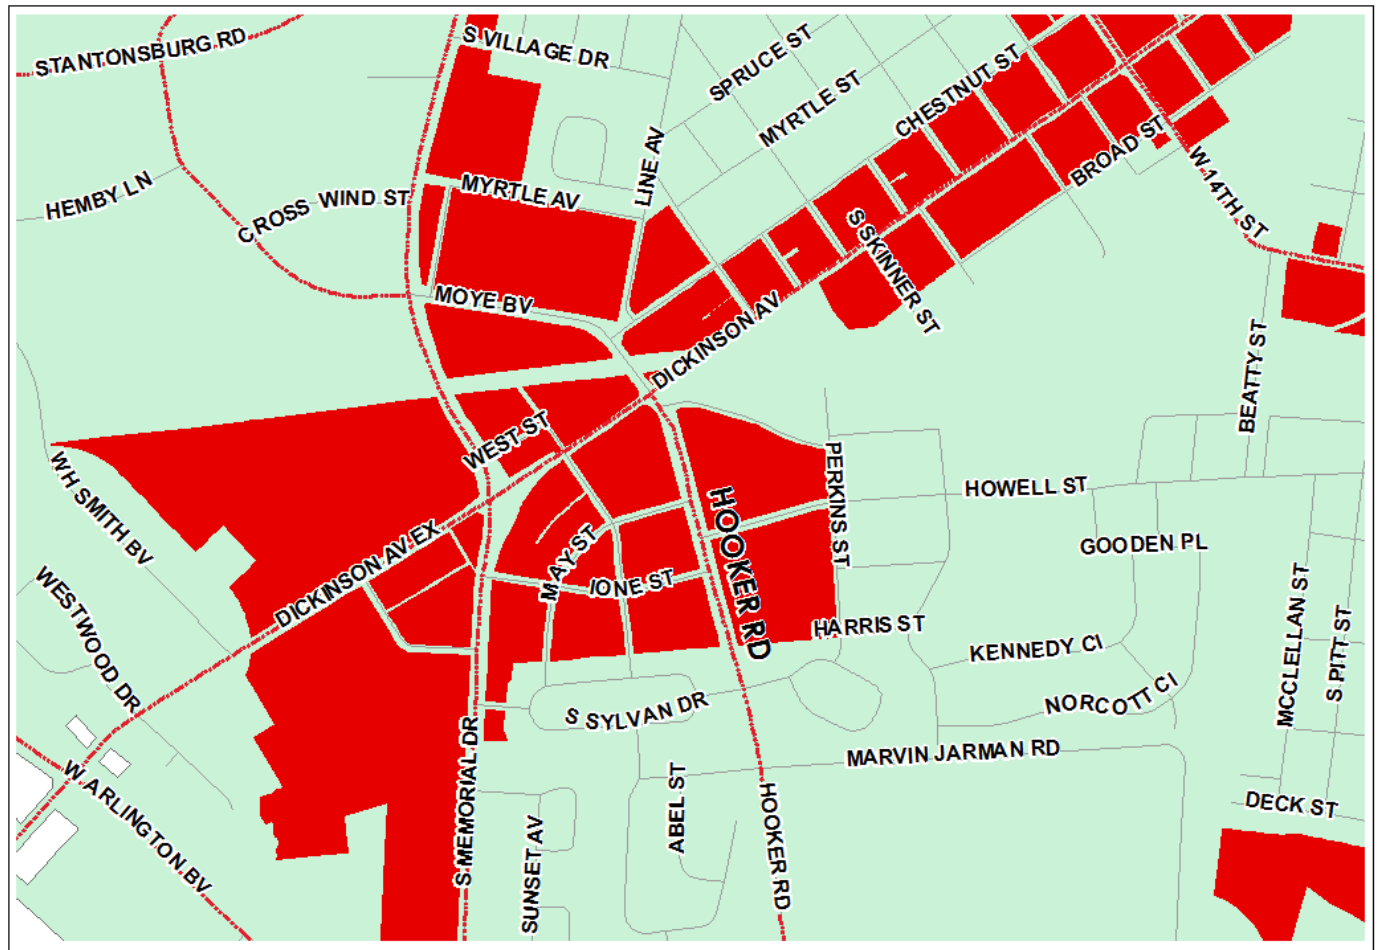 STANTONSBURG RD
S VILLAGE DR
SPRUCE ST
MYRTLE ST
CHESTNUT ST
BROAD ST
W 14TH ST
LINE AV
HEMBY LN
CROSS WIND ST
MYRTLE AV
S SKINNER ST
MOYE BV
DICKINSON AV
BEATTY ST
WEST ST
WH SMITH BV
PERKINS ST
HOWELL ST
HOOKER RD
DICKINSON AV EX
MAY ST
GOODEN PL
IONE ST
WESTWOOD DR
HARRIS ST
KENNEDY CI
MCCLELLAN ST
S PITT ST
NORCOTT CI
S SYLVAN DR
MARVIN JARMAN RD
W ARLINGTON BV
S MEMORIAL DR
SUNSET AV
ABEL ST
HOOKER RD
DECK ST